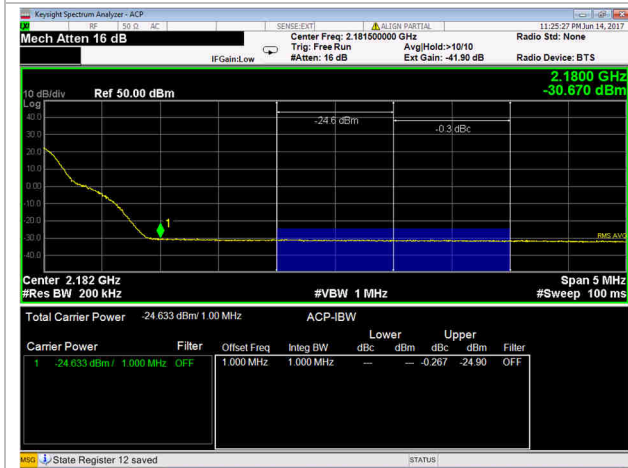 Keysight Spectrum Analyzer - ACP
RF 50 Ω AC SENSE:EXT ALIGN PARTIAL 11:25:27 PM Jun 14, 2017
Mech Atten 16 dB
Center Freq: 2.181500000 GHz
Radio Std: None
Trig: Free Run
Avg|Hold:>10/10
IFGain:Low
#Atten: 16 dB
Ext Gain: -41.90 dB
Radio Device: BTS
2.1800 GHz
-30.670 dBm
10 dB/div Ref 50.00 dBm
Log
40.0
30.0
20.0
10.0
0.00
-10.0
-20.0
-30.0
-40.0
-24.6 dBm
-0.3 dBc
1
RMS AVG
Center 2.182 GHz
Span 5 MHz
#Res BW 200 kHz
#VBW 1 MHz
#Sweep 100 ms
Total Carrier Power -24.633 dBm/ 1.00 MHz
ACP-IBW
Lower Upper
Carrier Power Filter
Offset Freq Integ BW dBc dBm dBc dBm Filter
1 -24.633 dBm / 1.000 MHz OFF
1.000 MHz 1.000 MHz --- --- -0.267 -24.90 OFF
MSG State Register 12 saved
STATUS